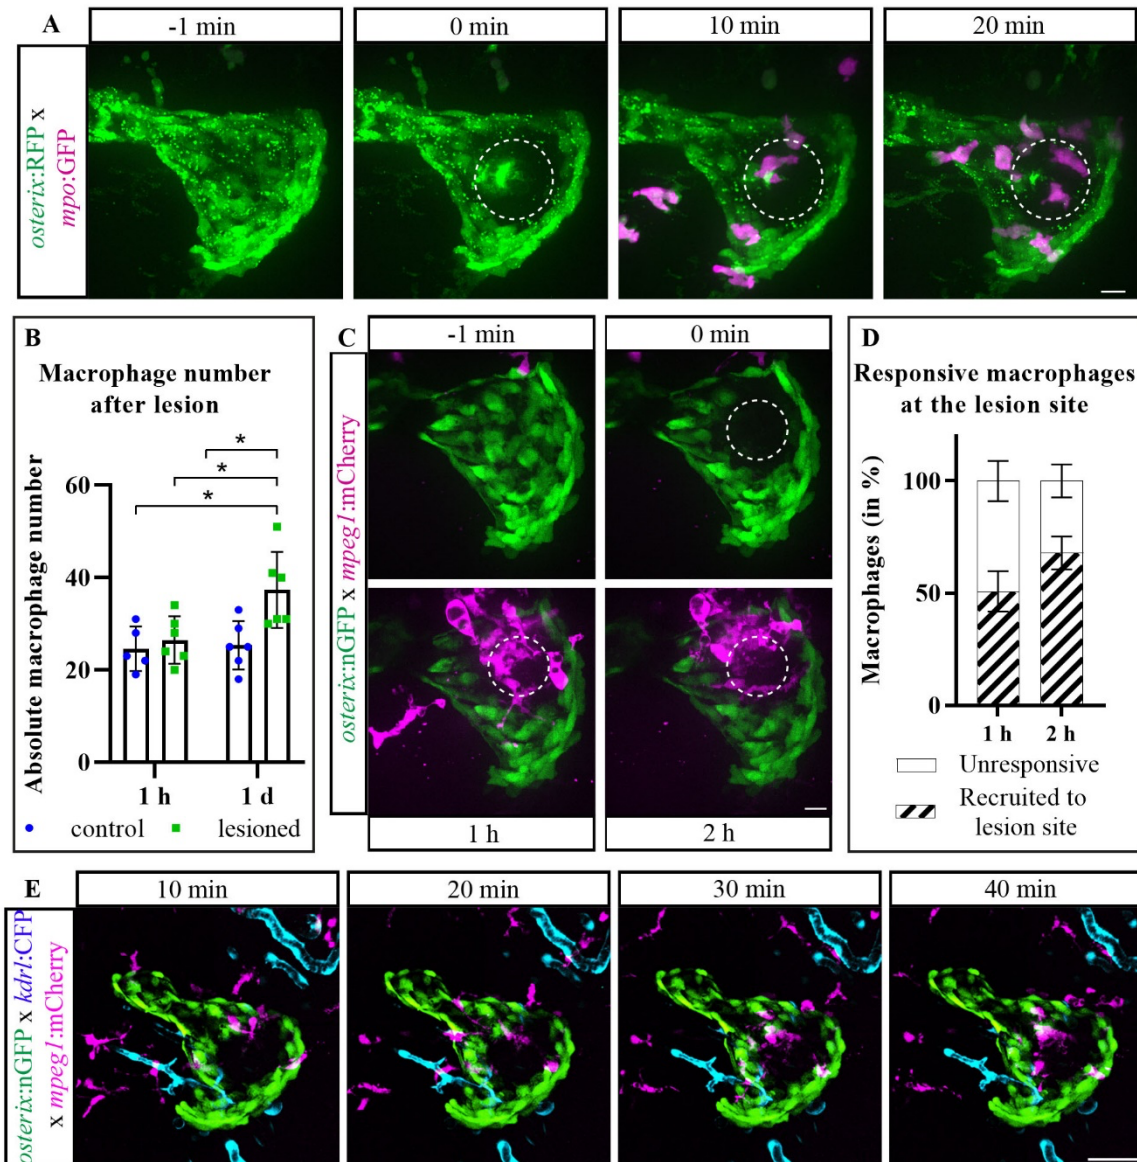 A
-1 min
0 min
10 min
20 min
osterix:RFP x
mpo:GFP
B
Macrophage number
after lesion
Absolute macrophage number
60
40
20
0
*
*
*
1 h
1 d
control
lesioned
C
-1 min
0 min
osterix:nGFP x mpeg1:mCherry
1 h
2 h
D
Responsive macrophages
at the lesion site
Macrophages (in %)
100
50
0
1 h
2 h
Unresponsive
Recruited to
lesion site
E
10 min
20 min
30 min
40 min
osterix:nGFP x kdrl:CFP
x mpeg1:mCherry